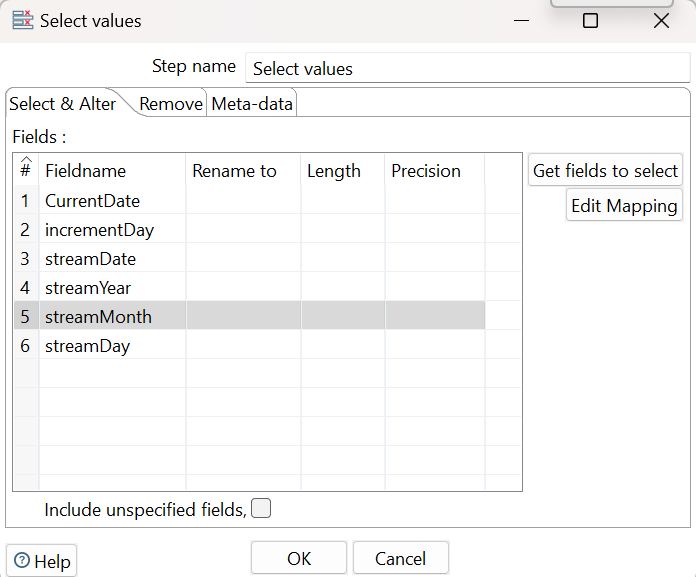 Select values
Step name Select values
Select & Alter Remove Meta-data
Fields :
# Fieldname Rename to Length Precision
Get fields to select
1 CurrentDate
Edit Mapping
2 incrementDay
3 streamDate
4 streamYear
5 streamMonth
6 streamDay
Include unspecified fields,
Help OK Cancel